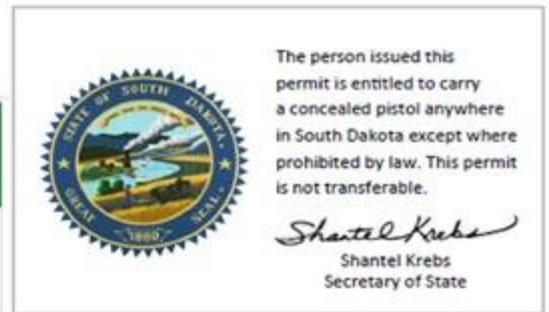 The person issued this
permit is entitled to carry
a concealed pistol anywhere
in South Dakota except where
prohibited by law. This permit
is not transferable.
Shantel Krebs
Shantel Krebs
Secretary of State
STATE OF SOUTH DAKOTA
GREAT SEAL
1889